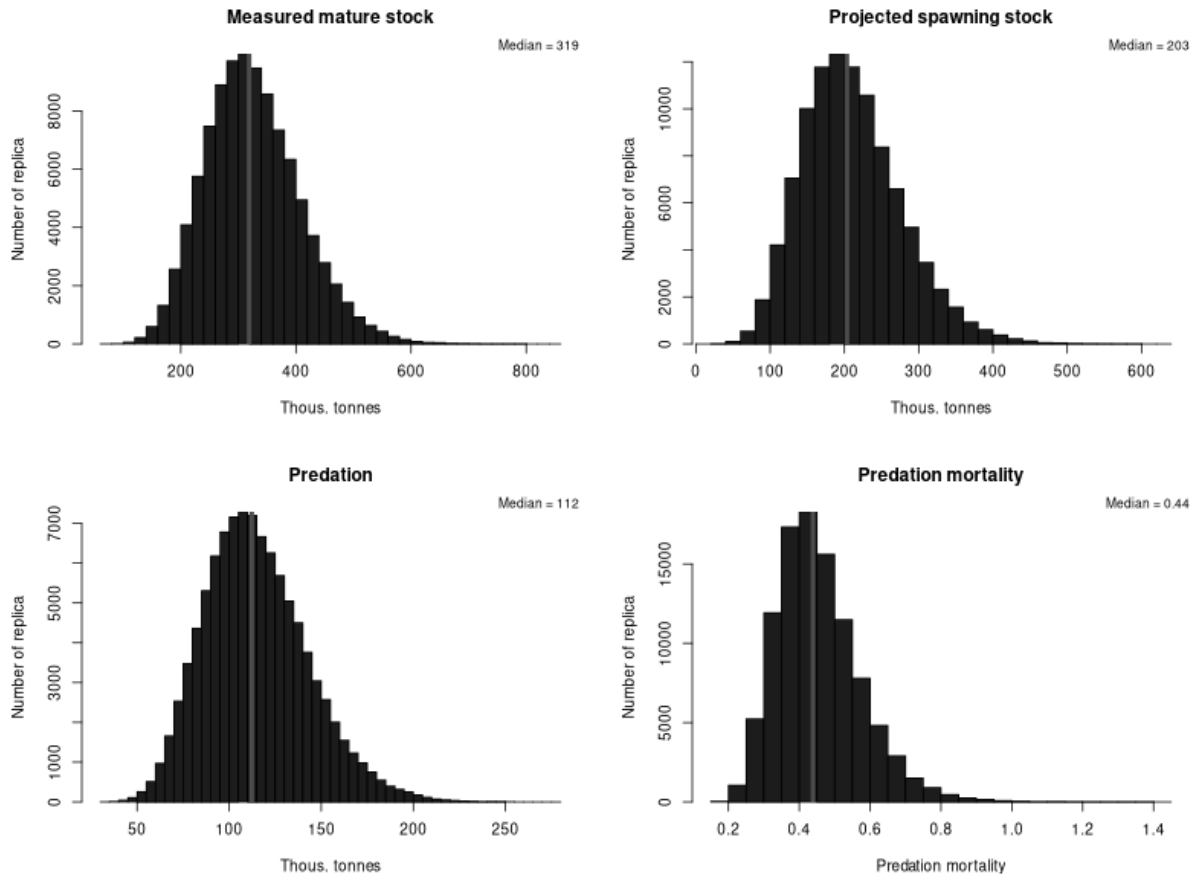 Measured mature stock
Median = 319
Number of replica
0 2000 4000 6000 8000
200 400 600 800
Thous. tonnes
Projected spawning stock
Median = 203
Number of replica
0 2000 6000 10000
0 100 200 300 400 500 600
Thous. tonnes
Predation
Median = 112
Number of replica
0 1000 3000 5000 7000
50 100 150 200 250
Thous. tonnes
Predation mortality
Median = 0.44
Number of replica
0 5000 10000 15000
0.2 0.4 0.6 0.8 1.0 1.2 1.4
Predation mortality